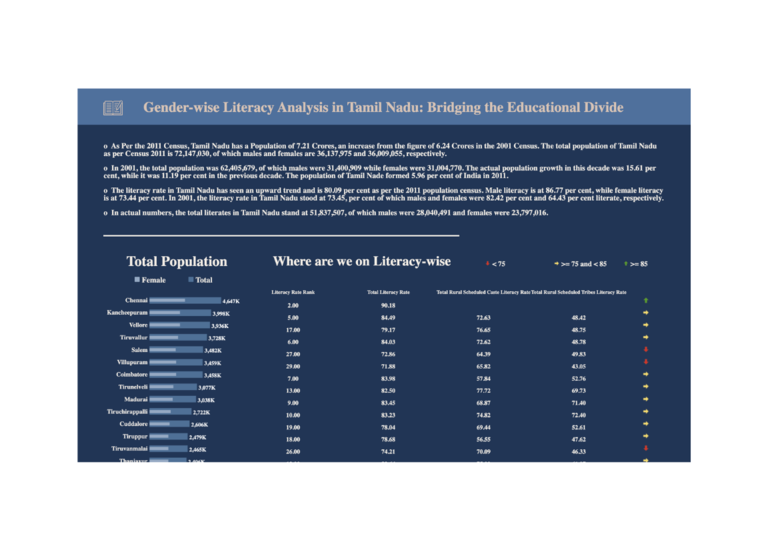 Gender-wise Literacy Analysis in Tamil Nadu: Bridging the Educational Divide
o As Per the 2011 Census, Tamil Nadu has a Population of 7.21 Crores, an increase from the figure of 6.24 Crores in the 2001 Census. The total population of Tamil Nadu
as per Census 2011 is 72,147,030, of which males and females are 36,137,975 and 36,009,055, respectively.
o In 2001, the total population was 62,405,679, of which males were 31,400,909 while females were 31,004,770. The actual population growth in this decade was 15.61 per
cent, while it was 11.19 per cent in the previous decade. The population of Tamil Nade formed 5.96 per cent of India in 2011.
o The literacy rate in Tamil Nadu has seen an upward trend and is 80.09 per cent as per the 2011 population census. Male literacy is at 86.77 per cent, while female literacy
is at 73.44 per cent. In 2001, the literacy rate in Tamil Nadu stood at 73.45, per cent of which males and females were 82.42 per cent and 64.43 per cent literate, respectively.
o In actual numbers, the total literates in Tamil Nadu stand at 51,837,507, of which males were 28,040,491 and females were 23,797,016.
Total Population
Female Total
Where are we on Literacy-wise
< 75 >= 75 and < 85 >= 85
Literacy Rate Rank Total Literacy Rate Total Rural Scheduled Caste Literacy Rate Total Rural Scheduled Tribes Literacy Rate
Chennai 4,647K
Kancheepuram 3,998K
Vellore 3,936K
Tiruvallur 3,728K
Salem 3,482K
Villupuram 3,459K
Coimbatore 3,458K
Tirunelveli 3,077K
Madurai 3,038K
Tiruchirappalli 2,722K
Cuddalore 2,606K
Tiruppur 2,479K
Tiruvanmalai 2,465K
2.00 90.18
5.00 84.49 72.63 48.42
17.00 79.17 76.65 48.75
6.00 84.03 72.62 48.78
27.00 72.86 64.39 49.83
29.00 71.88 65.82 43.05
7.00 83.98 57.84 52.76
13.00 82.50 77.72 69.73
9.00 83.45 68.87 71.40
10.00 83.23 74.82 72.40
19.00 78.04 69.44 52.61
18.00 78.68 56.55 47.62
26.00 74.21 70.09 46.33